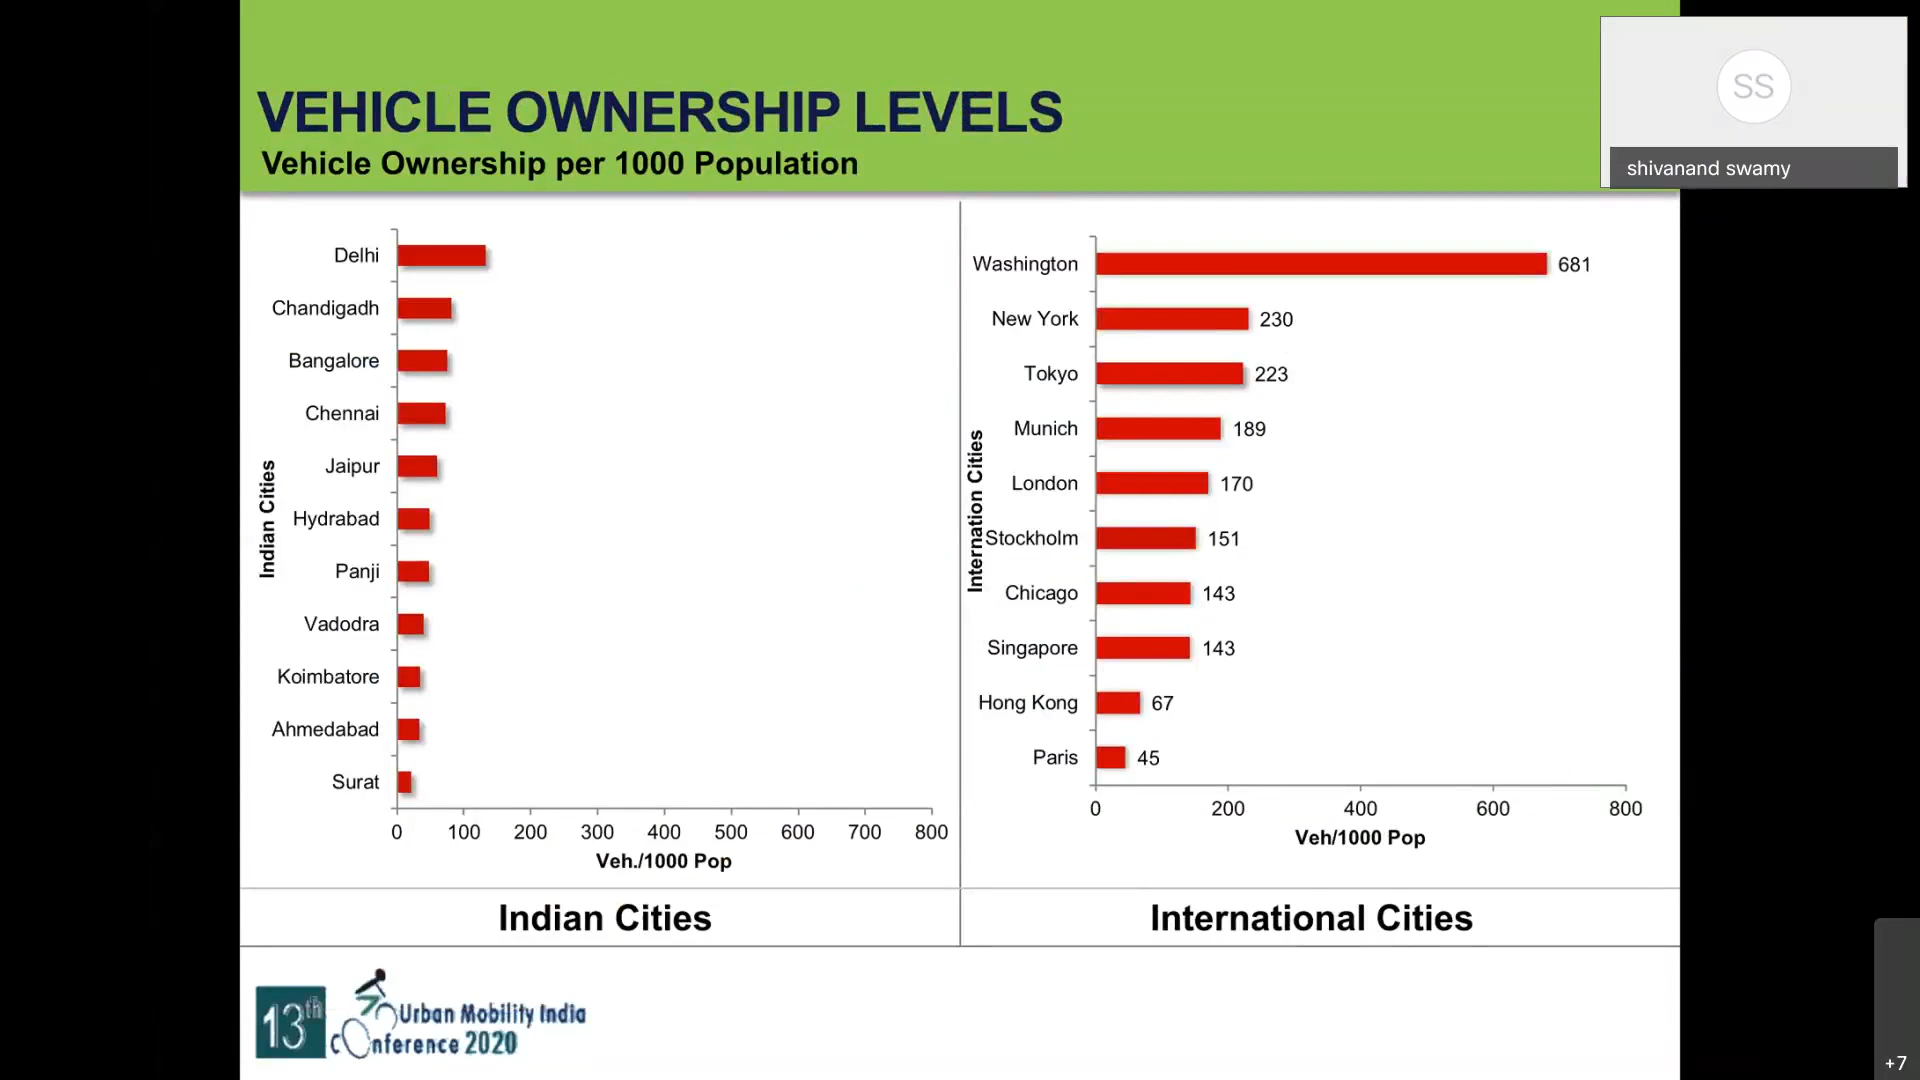 VEHICLE OWNERSHIP LEVELS
Vehicle Ownership per 1000 Population
SS
shivanand swamy
Indian Cities
Delhi
Chandigadh
Bangalore
Chennai
Jaipur
Hydrabad
Panji
Vadodra
Koimbatore
Ahmedabad
Surat
0 100 200 300 400 500 600 700 800
Veh./1000 Pop
Internation Cities
Washington 681
New York 230
Tokyo 223
Munich 189
London 170
Stockholm 151
Chicago 143
Singapore 143
Hong Kong 67
Paris 45
0 200 400 600 800
Veh/1000 Pop
Indian Cities
International Cities
13th
Urban Mobility India
Conference 2020
+7